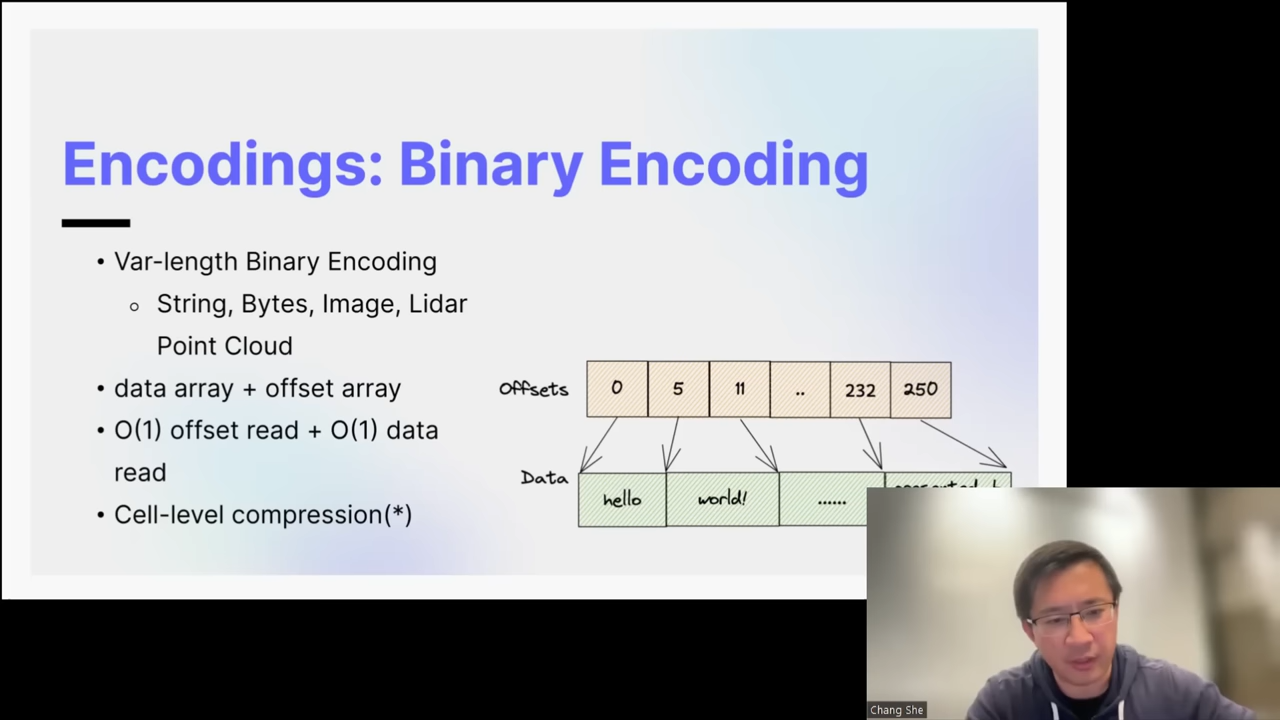 Encodings: Binary Encoding
• Var-length Binary Encoding
○ String, Bytes, Image, Lidar
Point Cloud
• data array + offset array
• O(1) offset read + O(1) data
read
• Cell-level compression(*)
Offsets 0 5 11 .. 232 250
Data hello world! ......
Chang She